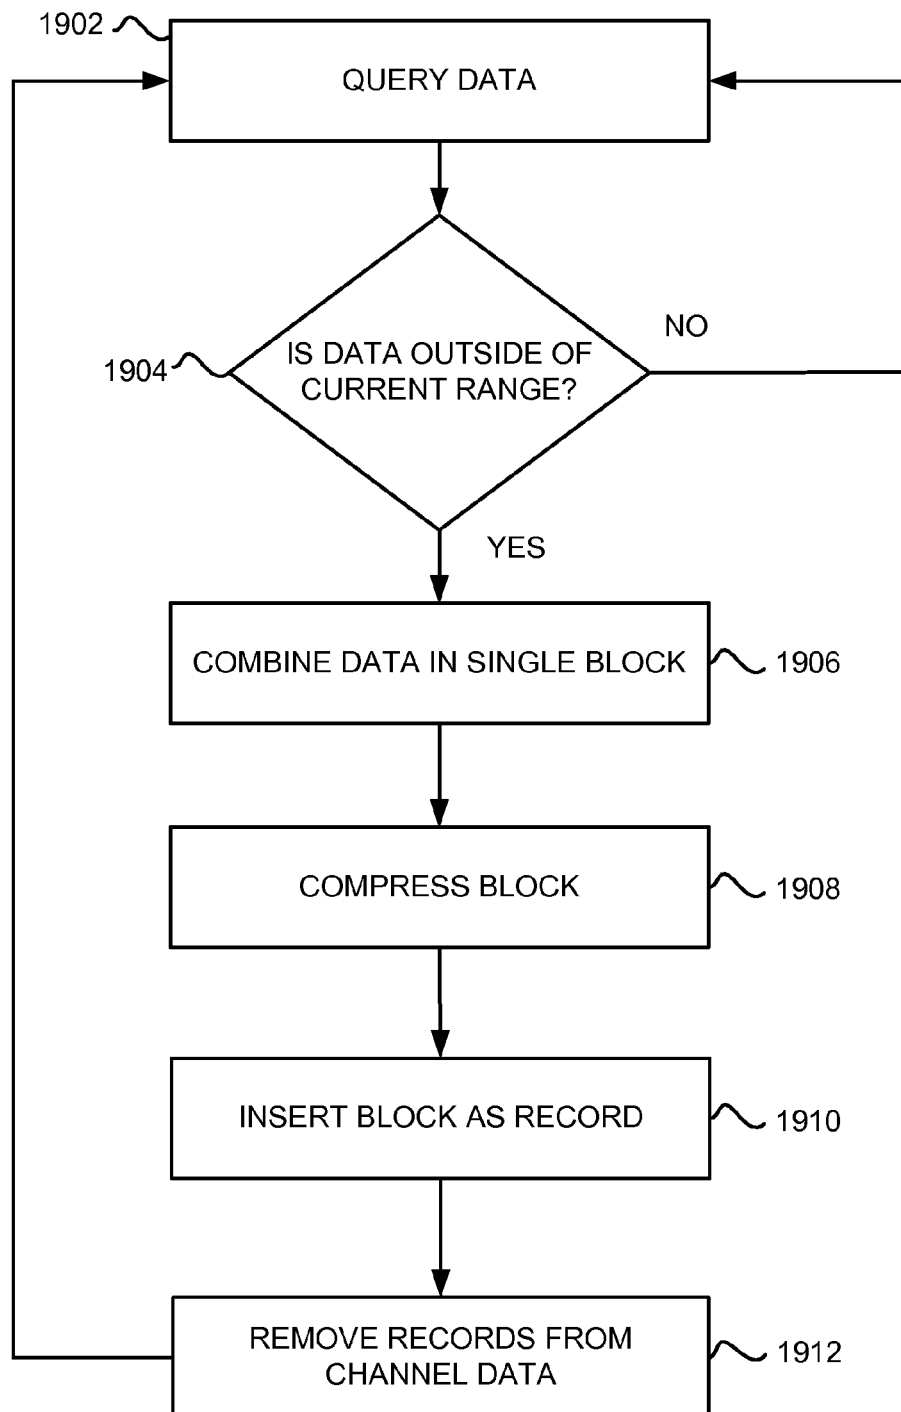 1902
QUERY DATA
NO
1904
IS DATA OUTSIDE OF
CURRENT RANGE?
YES
COMBINE DATA IN SINGLE BLOCK
1906
COMPRESS BLOCK
1908
INSERT BLOCK AS RECORD
1910
REMOVE RECORDS FROM
CHANNEL DATA
1912